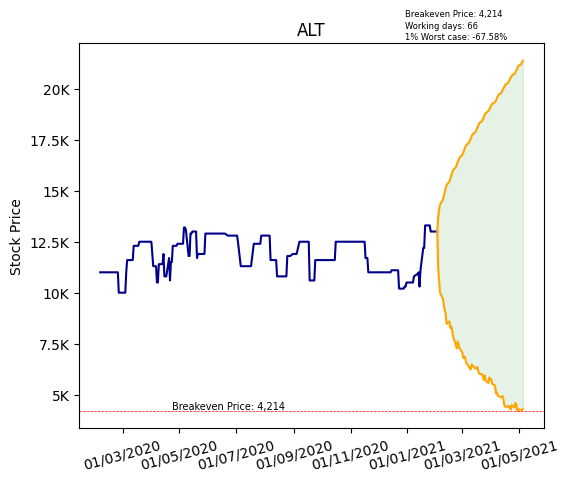 Breakeven Price: 4,214
Working days: 66
1% Worst case: -67.58%
ALT
Stock Price
20K
17.5K
15K
12.5K
10K
7.5K
5K
Breakeven Price: 4,214
01/03/2020
01/05/2020
01/07/2020
01/09/2020
01/11/2020
01/01/2021
01/03/2021
01/05/2021